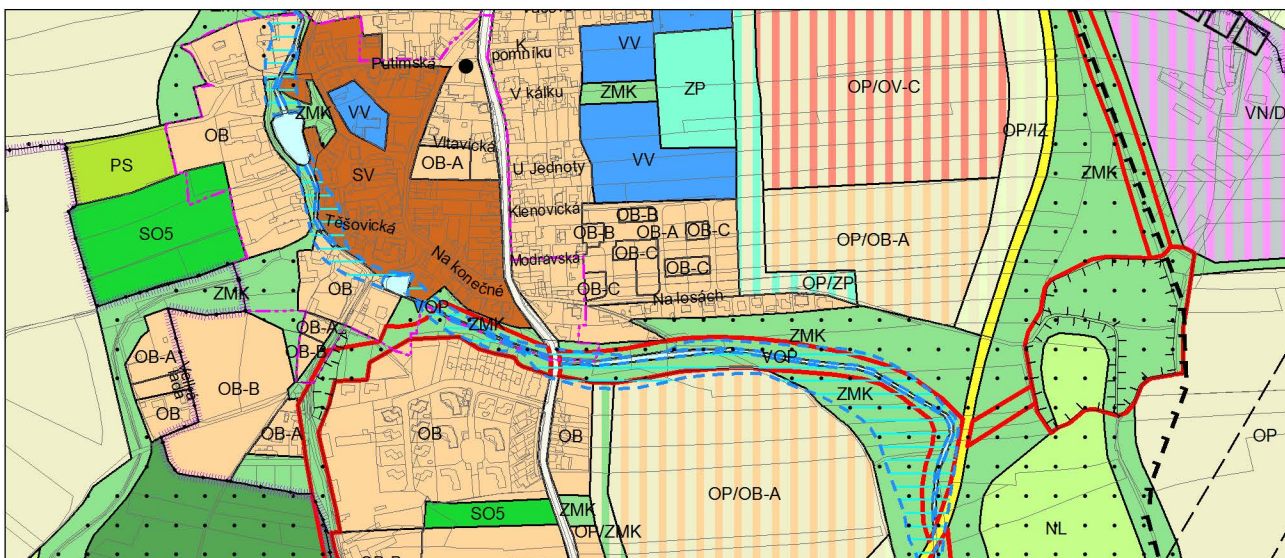 K
pomníku
Putimská
VV
OP/OV-C
VN/D
V kálku
ZMK
ZP
ZMK
VV
OP/IZ
OB
PS
Vltavická
OB-A
VV
ZMK
SV
U Jednoty
SO5
Klenovická
OB-B
Těšovická
OB-B
OB-A
OB-C
OP/OB-A
OB-C
Modravská
OB-C
Na konečné
OB-C
ZMK
OB
Na losách
OP/ZP
VOP
ZMK
OB-A
ZMK
OB-B
VOP
OB-A
OB-B
ZMK
OB
OB-A
OB
OB
OP
OP/OB-A
SO5
ZMK
NL
OP/ZMK